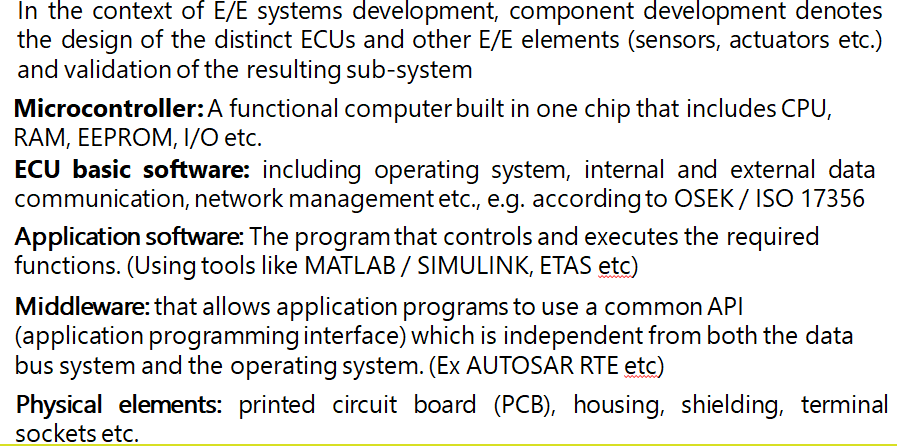 In the context of E/E systems development, component development denotes
the design of the distinct ECUs and other E/E elements (sensors, actuators etc.)
and validation of the resulting sub-system
Microcontroller: A functional computer built in one chip that includes CPU,
RAM, EEPROM, I/O etc.
ECU basic software: including operating system, internal and external data
communication, network management etc., e.g. according to OSEK / ISO 17356
Application software: The program that controls and executes the required
functions. (Using tools like MATLAB / SIMULINK, ETAS etc)
Middleware: that allows application programs to use a common API
(application programming interface) which is independent from both the data
bus system and the operating system. (Ex AUTOSAR RTE etc)
Physical elements: printed circuit board (PCB), housing, shielding, terminal
sockets etc.